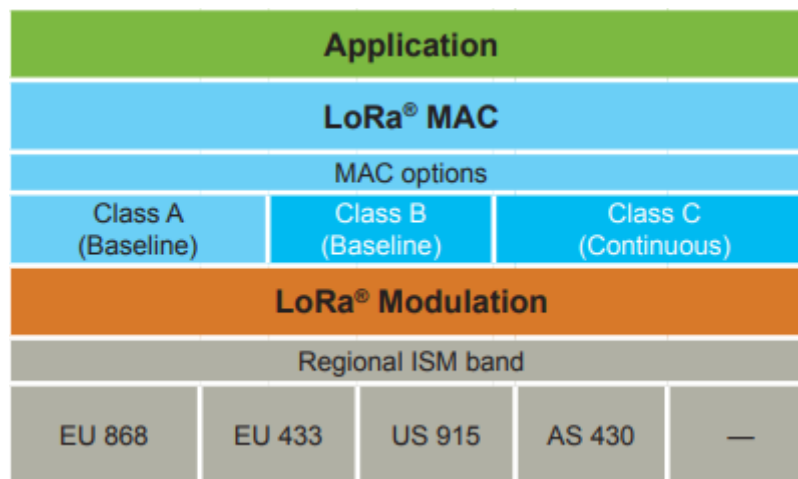 Application
LoRa® MAC
MAC options
Class A
(Baseline)
Class B
(Baseline)
Class C
(Continuous)
LoRa® Modulation
Regional ISM band
EU 868
EU 433
US 915
AS 430
—